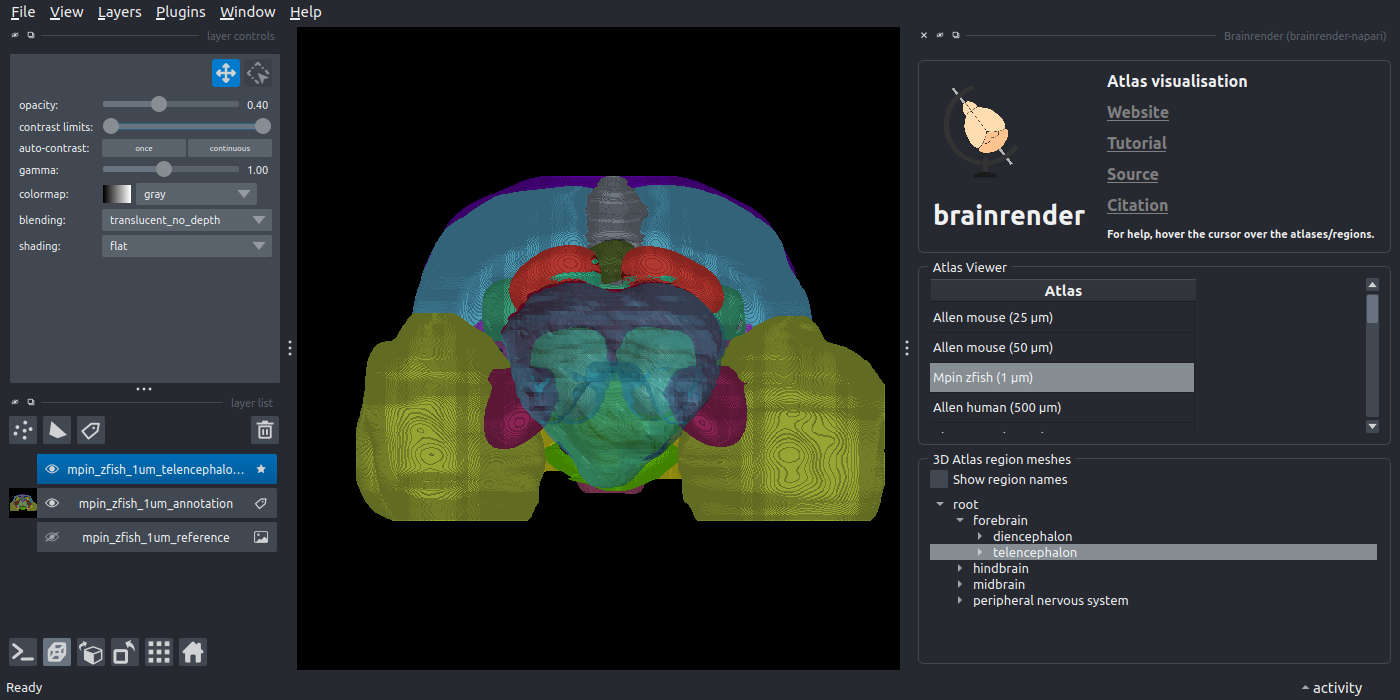 File View Layers Plugins Window Help
layer controls
opacity: 0.40
contrast limits:
auto-contrast: once continuous
gamma: 1.00
colormap: gray
blending: translucent_no_depth
shading: flat
layer list
mpin_zfish_1um_telencephalo...
mpin_zfish_1um_annotation
mpin_zfish_1um_reference
Ready
Brainrender (brainrender-napari)
brainrender
Atlas visualisation
Website
Tutorial
Source
Citation
For help, hover the cursor over the atlases/regions.
Atlas Viewer
Atlas
Allen mouse (25 μm)
Allen mouse (50 μm)
Mpin zfish (1 μm)
Allen human (500 μm)
3D Atlas region meshes
Show region names
root
forebrain
diencephalon
telencephalon
hindbrain
midbrain
peripheral nervous system
activity